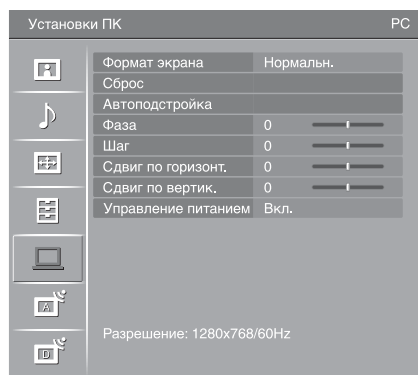 Установки ПК PC
Формат экрана Нормальн.
Сброс
Автоподстройка
Фаза 0
Шаг 0
Сдвиг по горизонт. 0
Сдвиг по вертик. 0
Управление питанием Вкл.
A
D
Разрешение: 1280x768/60Hz